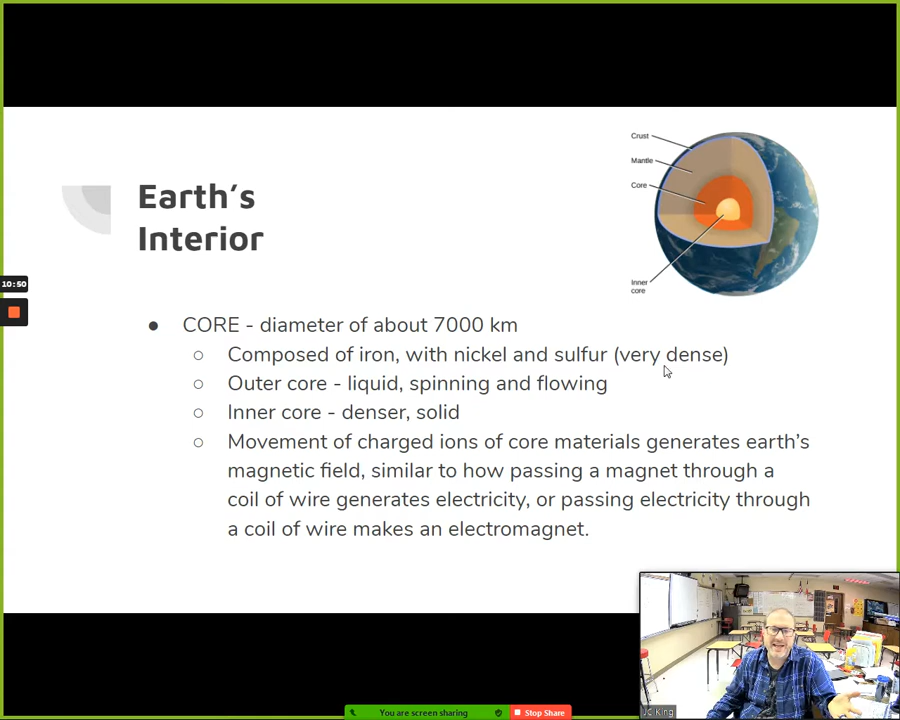 Earth's
Interior
Crust
Mantle
Core
Inner
core
10:50
● CORE - diameter of about 7000 km
○ Composed of iron, with nickel and sulfur (very dense)
○ Outer core - liquid, spinning and flowing
○ Inner core - denser, solid
○ Movement of charged ions of core materials generates earth's
magnetic field, similar to how passing a magnet through a
coil of wire generates electricity, or passing electricity through
a coil of wire makes an electromagnet.
JC King
You are screen sharing
Stop Share